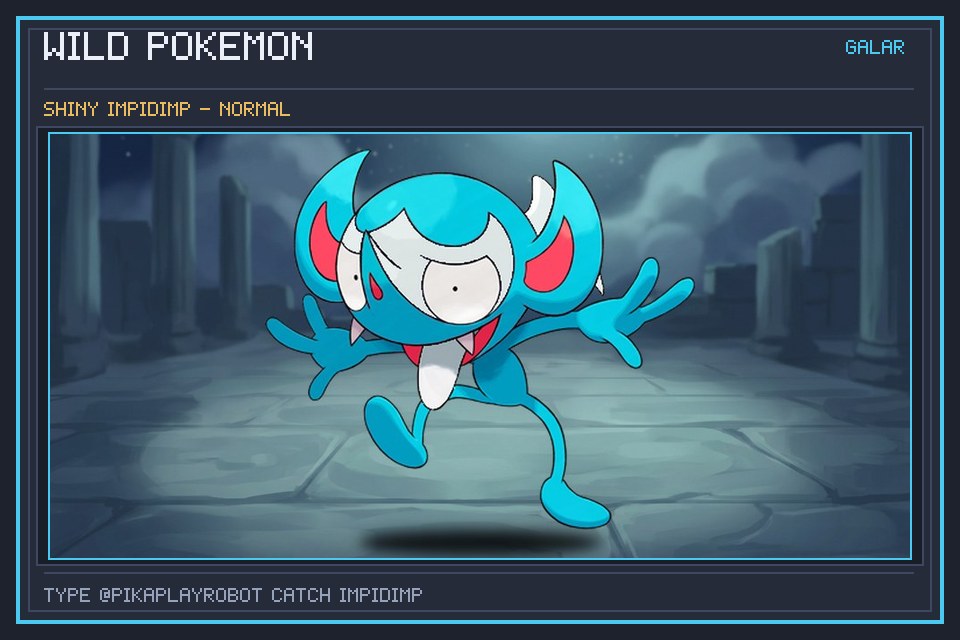 WILD POKEMON
GALAR
SHINY IMPIDIMP - NORMAL
TYPE @PIKAPLAYROBOT CATCH IMPIDIMP